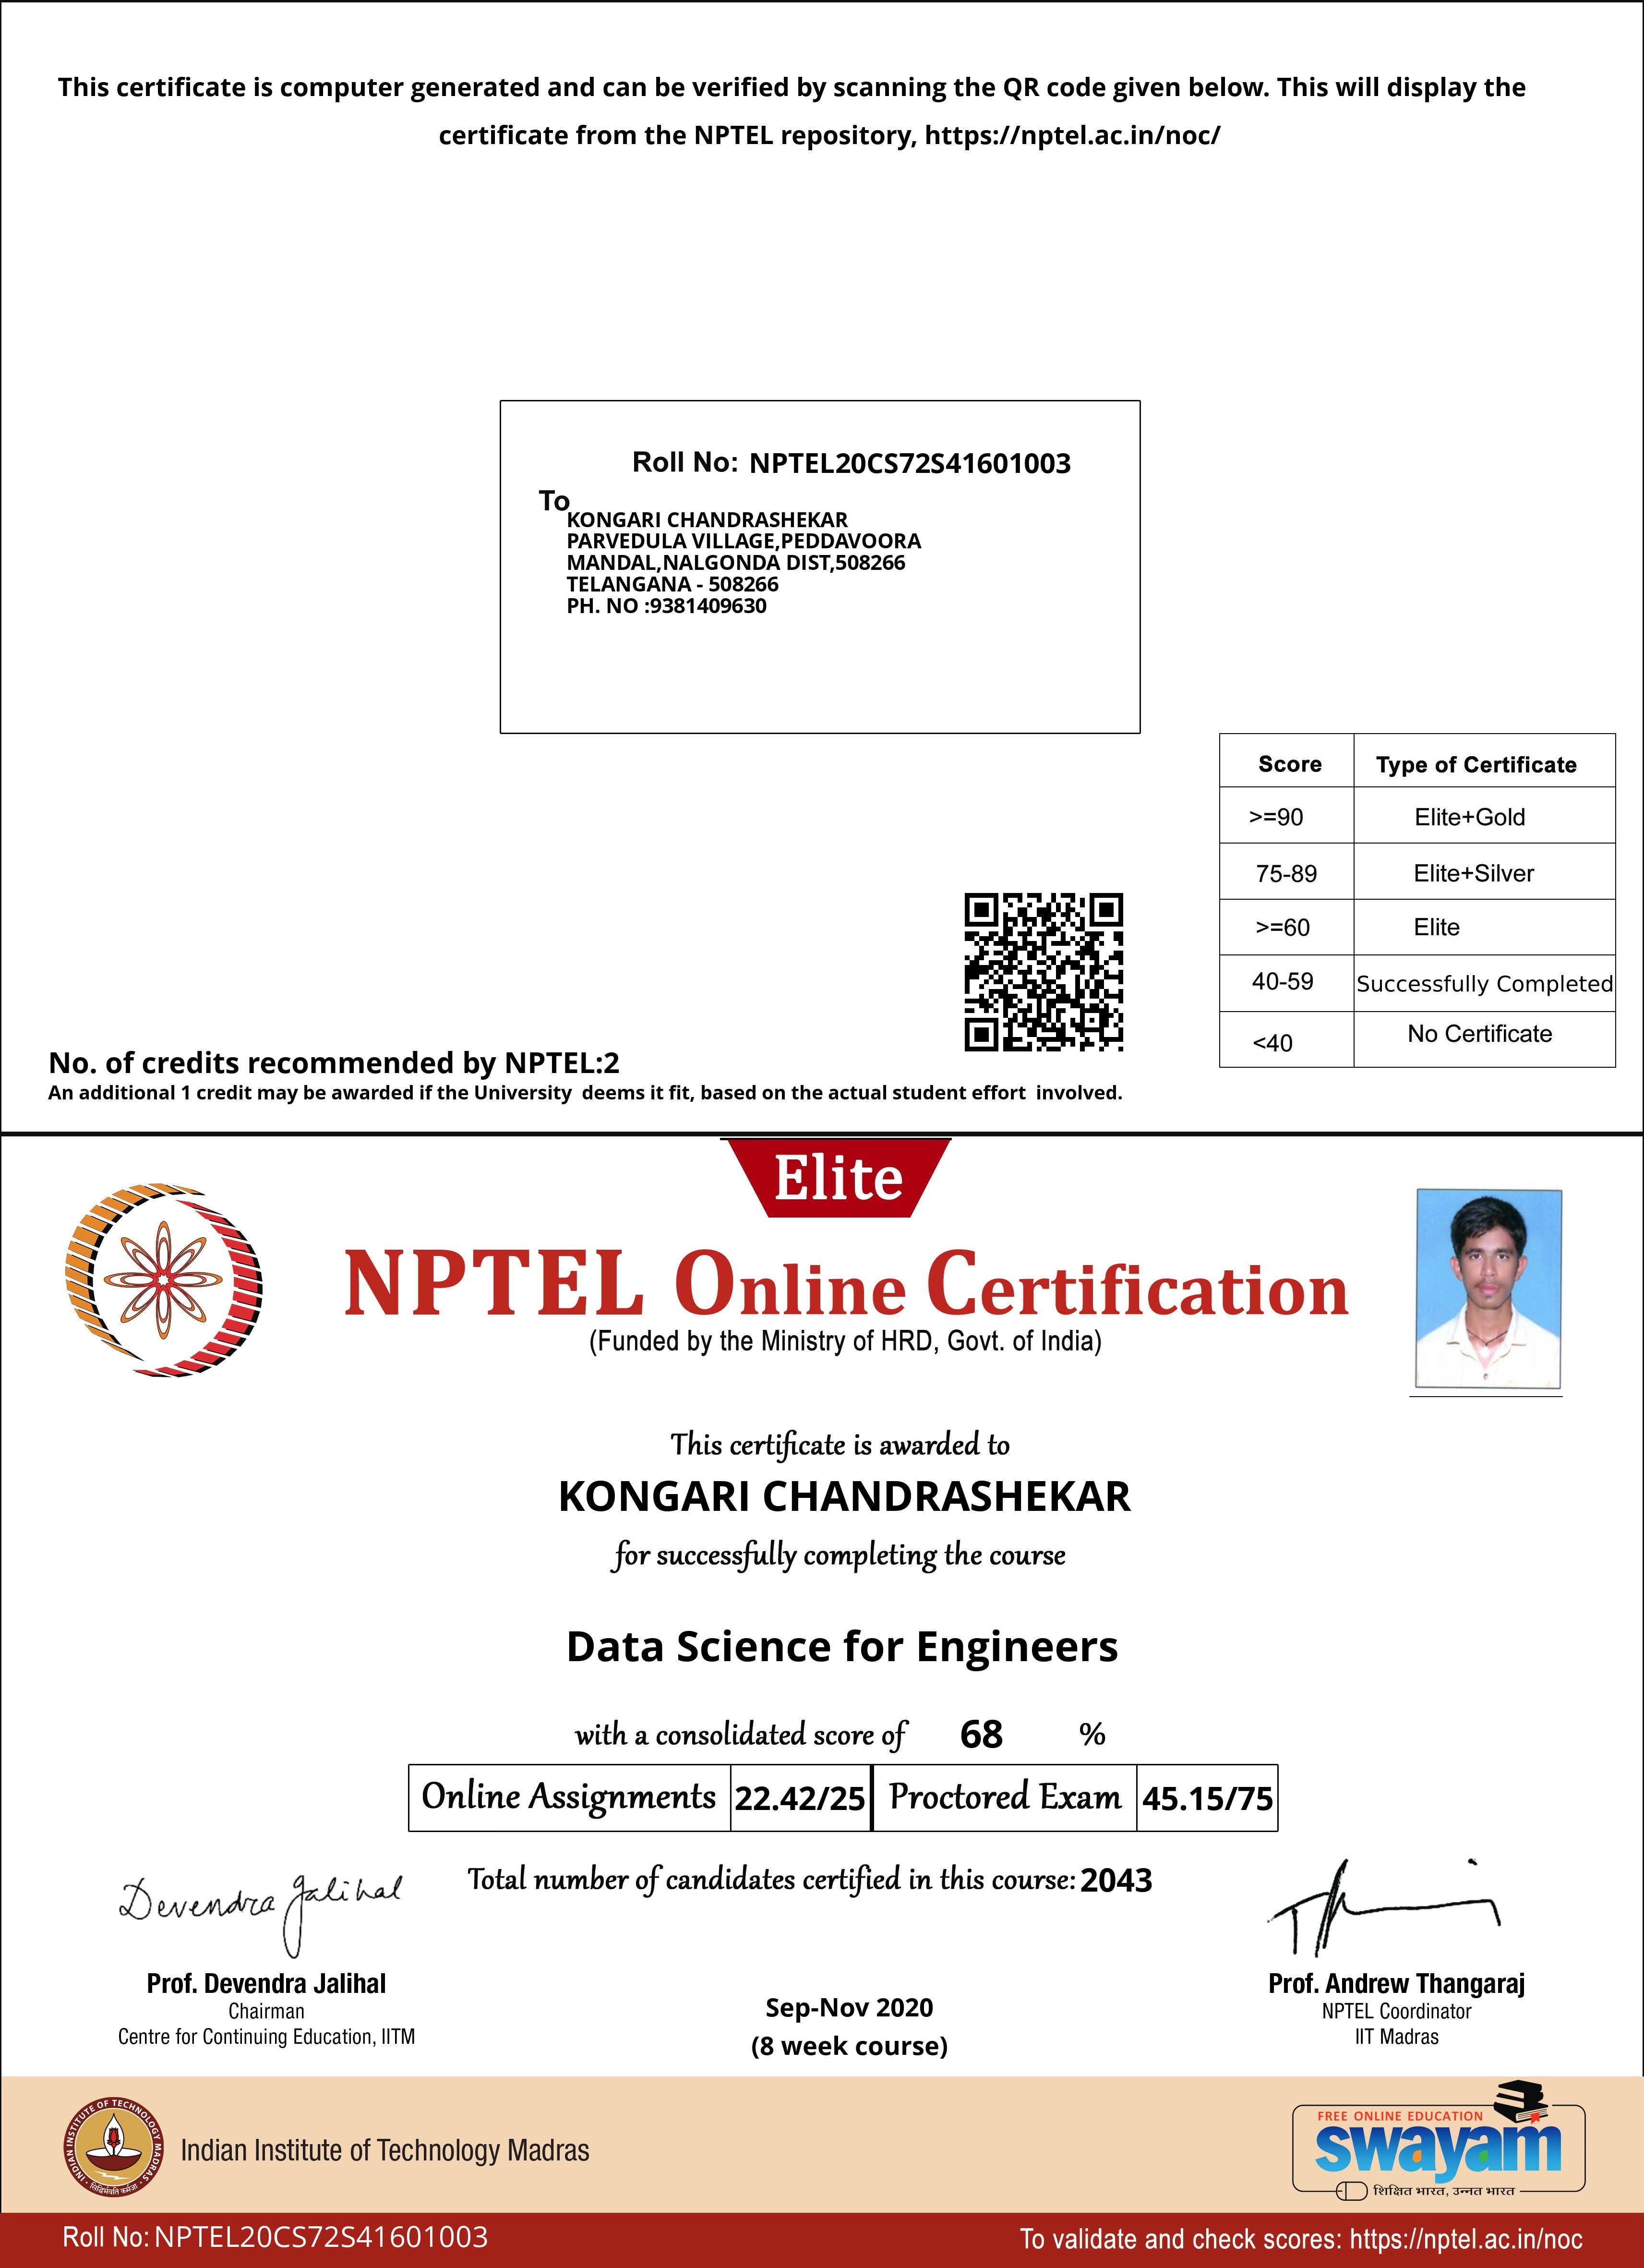 This certificate is computer generated and can be verified by scanning the QR code given below. This will display the
certificate from the NPTEL repository, https://nptel.ac.in/noc/
Roll No: NPTEL20CS72S41601003
To
KONGARI CHANDRASHEKAR
PARVEDULA VILLAGE,PEDDAVOORA
MANDAL,NALGONDA DIST,508266
TELANGANA - 508266
PH. NO :9381409630
Score Type of Certificate
>=90 Elite+Gold
75-89 Elite+Silver
>=60 Elite
40-59 Successfully Completed
<40 No Certificate
No. of credits recommended by NPTEL:2
An additional 1 credit may be awarded if the University deems it fit, based on the actual student effort involved.
Elite
NPTEL Online Certification
(Funded by the Ministry of HRD, Govt. of India)
This certificate is awarded to
KONGARI CHANDRASHEKAR
for successfully completing the course
Data Science for Engineers
with a consolidated score of 68 %
Online Assignments 22.42/25 Proctored Exam 45.15/75
Total number of candidates certified in this course: 2043
Devendra Jalihal
Prof. Devendra Jalihal
Chairman
Centre for Continuing Education, IITM
Sep-Nov 2020
(8 week course)
Prof. Andrew Thangaraj
NPTEL Coordinator
IIT Madras
INDIAN INSTITUTE OF TECHNOLOGY MADRAS
सिद्धिर्भवति कर्मजा
Indian Institute of Technology Madras
FREE ONLINE EDUCATION
swayam
शिक्षित भारत, उन्नत भारत
Roll No: NPTEL20CS72S41601003
To validate and check scores: https://nptel.ac.in/noc